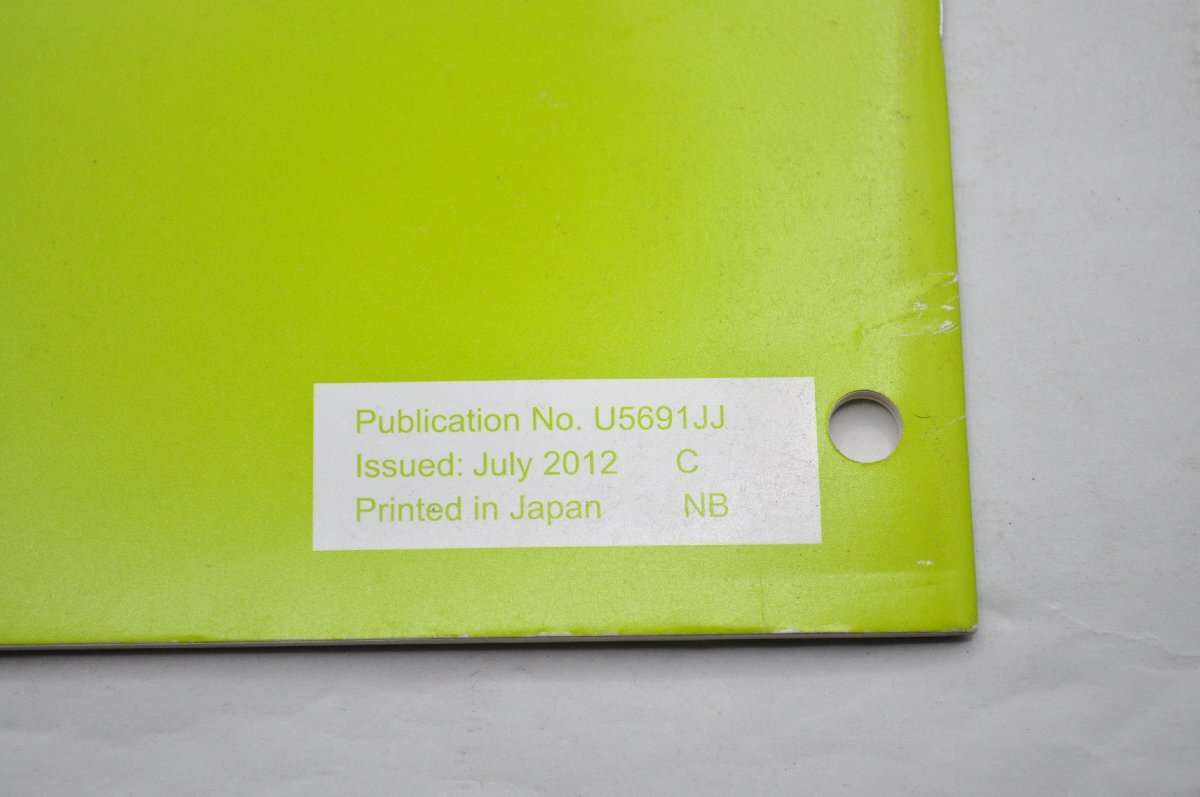 Publication No. U5691JJ
Issued: July 2012 C
Printed in Japan NB